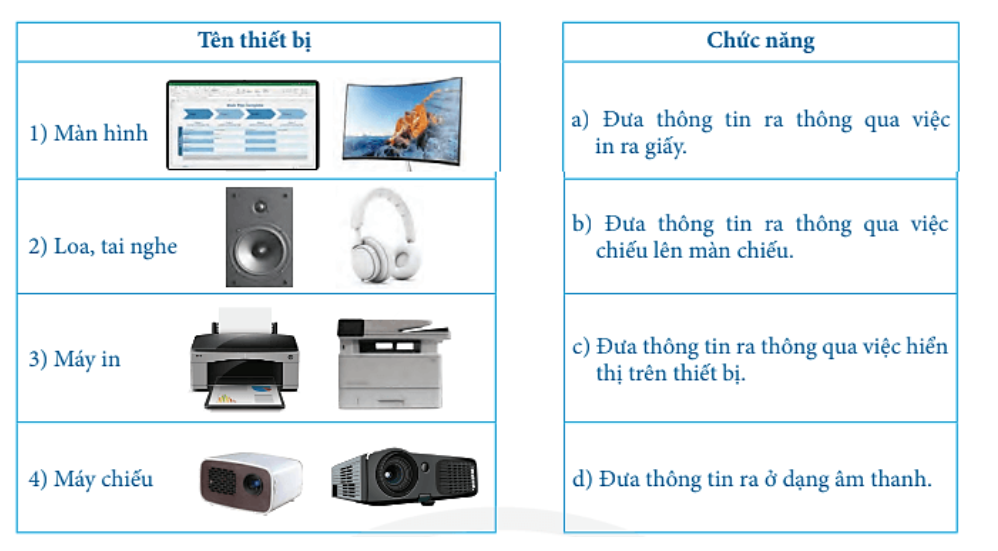 Tên thiết bị
Chức năng
1) Màn hình
a) Đưa thông tin ra thông qua việc
in ra giấy.
2) Loa, tai nghe
b) Đưa thông tin ra thông qua việc
chiếu lên màn chiếu.
3) Máy in
c) Đưa thông tin ra thông qua việc hiển
thị trên thiết bị.
4) Máy chiếu
d) Đưa thông tin ra ở dạng âm thanh.